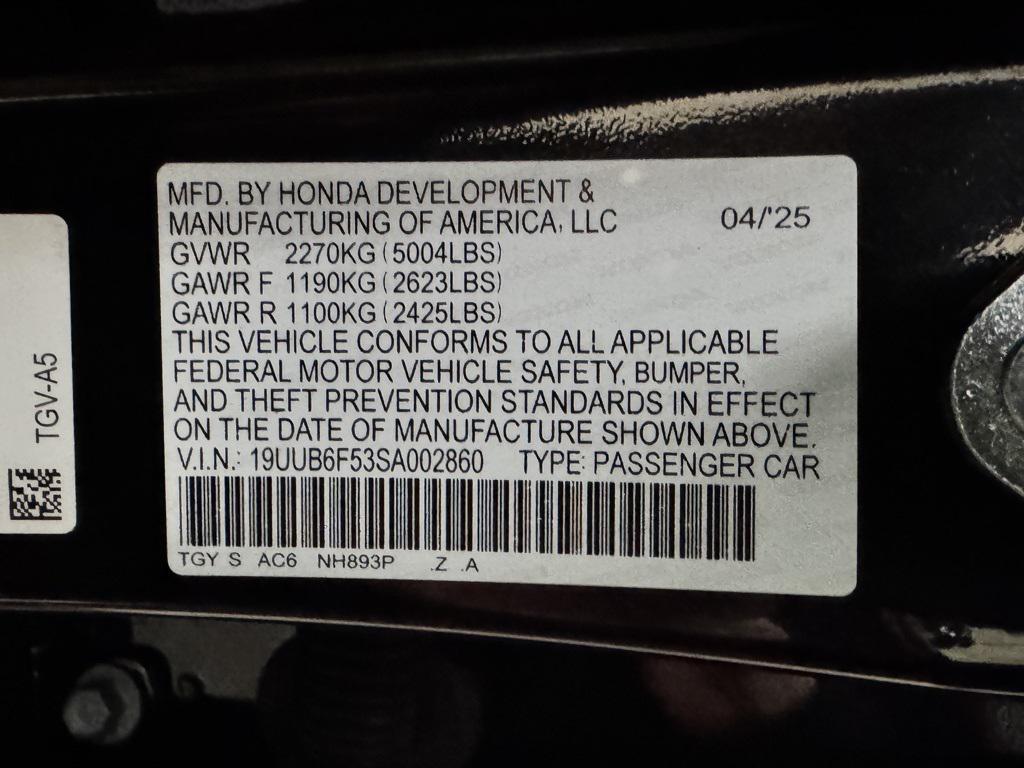 MFD. BY HONDA DEVELOPMENT &
MANUFACTURING OF AMERICA, LLC 04/'25
GVWR 2270KG (5004LBS)
GAWR F 1190KG (2623LBS)
GAWR R 1100KG (2425LBS)
THIS VEHICLE CONFORMS TO ALL APPLICABLE
FEDERAL MOTOR VEHICLE SAFETY, BUMPER,
AND THEFT PREVENTION STANDARDS IN EFFECT
ON THE DATE OF MANUFACTURE SHOWN ABOVE.
V.I.N.: 19UUB6F53SA002860 TYPE: PASSENGER CAR
TGY S AC6 NH893P .Z .A
TGV-A5